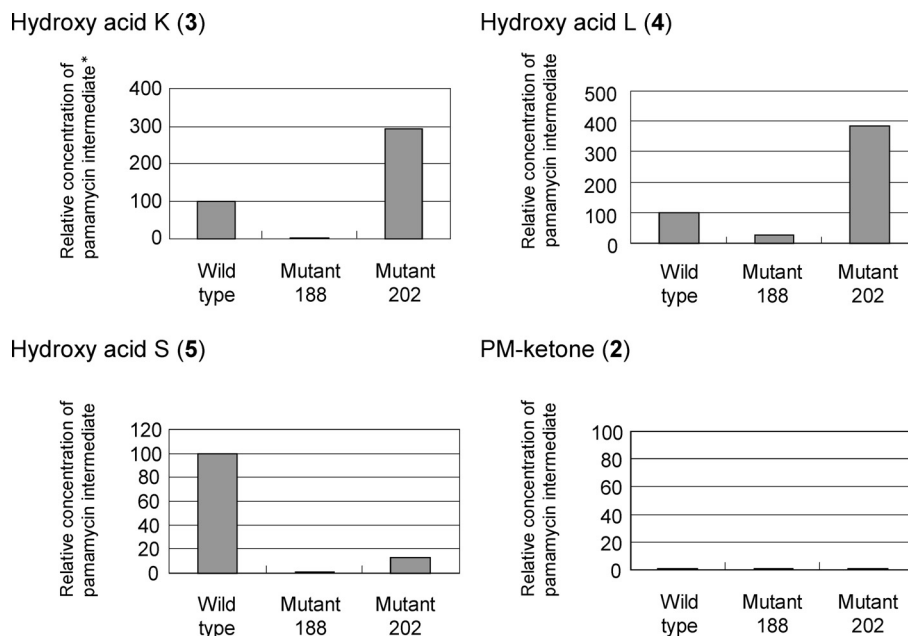 Hydroxy acid K (3)
Relative concentration of
pamamycin intermediate*
400
300
200
100
0
Wild
type
Mutant
188
Mutant
202
Hydroxy acid L (4)
Relative concentration of
pamamycin intermediate
500
400
300
200
100
0
Wild
type
Mutant
188
Mutant
202
Hydroxy acid S (5)
Relative concentration of
pamamycin intermediate
120
100
80
60
40
20
0
Wild
type
Mutant
188
Mutant
202
PM-ketone (2)
Relative concentration of
pamamycin intermediate
100
80
60
40
20
0
Wild
type
Mutant
188
Mutant
202